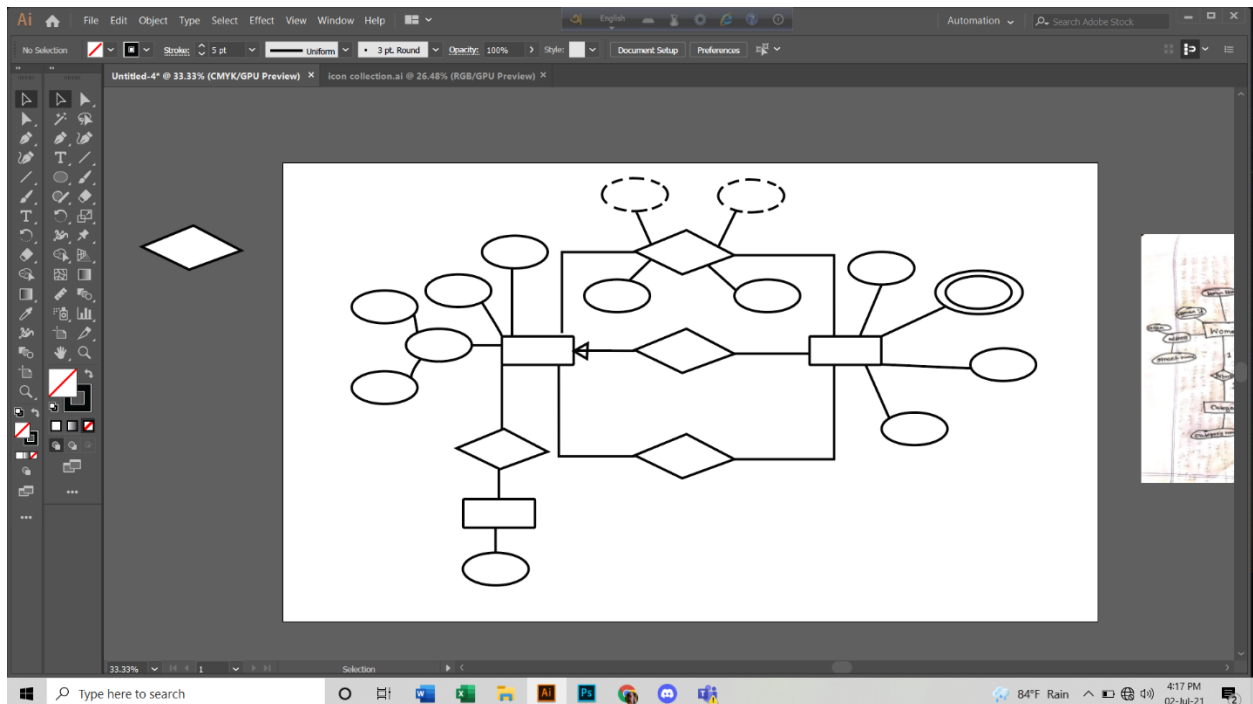 Ai File Edit Object Type Select Effect View Window Help English Automation Search Adobe Stock
No Selection Stroke: 5 pt Uniform 3 pt. Round Opacity: 100% Style: Document Setup Preferences
Untitled-4* @ 33.33% (CMYK/GPU Preview) × icon collection.ai @ 26.48% (RGB/GPU Preview) ×
33.33% 1 Selection
Type here to search
84°F Rain
4:17 PM
02-Jul-21
2